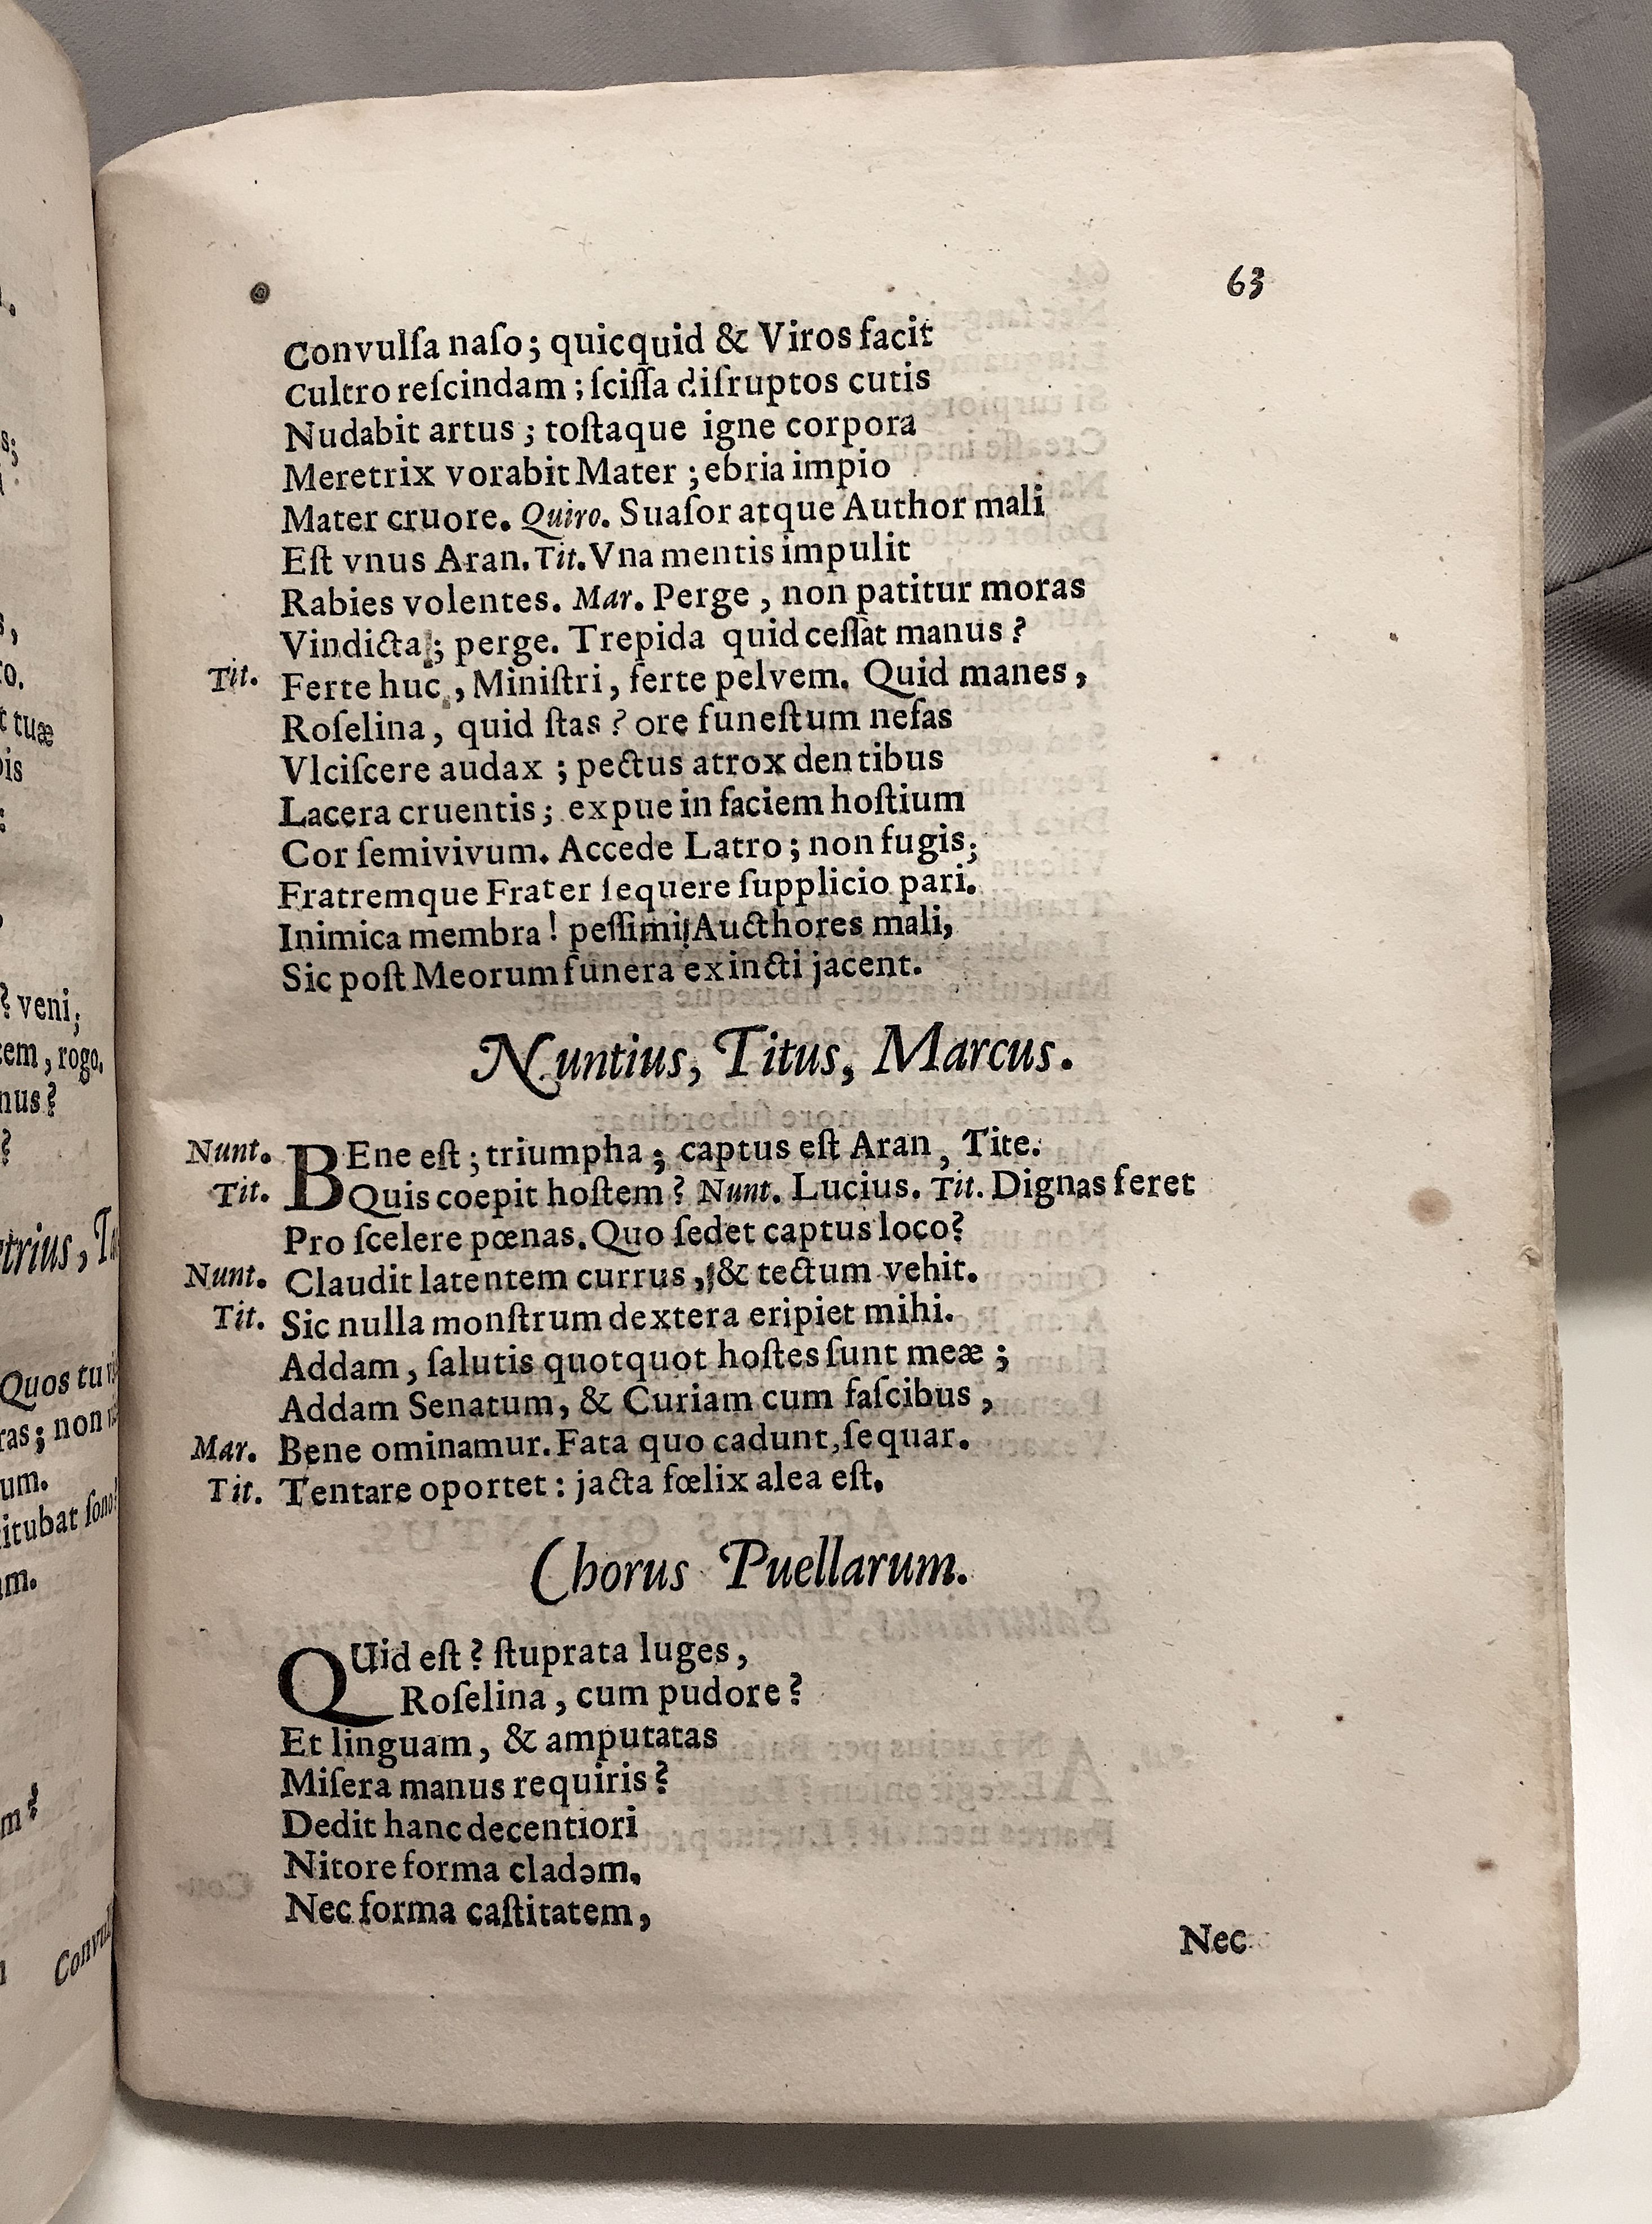 63
Convulſa naſo; quicquid & Viros facit
Cultro reſcindam; ſciſſa diſruptos cutis
Nudabit artus; toſtaque igne corpora
Meretrix vorabit Mater; ebria impio
Mater cruore. Quiro. Suaſor atque Author mali
Eſt vnus Aran. Tit. Vna mentis impulit
Rabies volentes. Mar. Perge, non patitur moras
Vindicta; perge. Trepida quid ceſſat manus?
Tit. Ferte huc, Miniſtri, ferte pelvem. Quid manes,
Roſelina, quid ſtas? ore funeſtum nefas
Vlciſcere audax; pectus atrox dentibus
Lacera cruentis; expue in faciem hoſtium
Cor ſemivivum. Accede Latro; non fugis;
Fratremque Frater ſequere ſupplicio pari.
Inimica membra! peſſimi Aucthores mali,
Sic poſt Meorum funera exincti jacent.
Nuntius, Titus, Marcus.
Nunt. BEne eſt; triumpha; captus eſt Aran, Tite.
Tit. Quis coepit hoſtem? Nunt. Lucius. Tit. Dignas feret
Pro ſcelere pœnas. Quo ſedet captus loco?
Nunt. Claudit latentem currus, & tectum vehit.
Tit. Sic nulla monſtrum dextera eripiet mihi.
Addam, ſalutis quotquot hoſtes ſunt meæ;
Addam Senatum, & Curiam cum faſcibus,
Mar. Bene ominamur. Fata quo cadunt, ſequar.
Tit. Tentare oportet: jacta fœlix alea eſt.
Chorus Puellarum.
QUid eſt? ſtuprata luges,
Roſelina, cum pudore?
Et linguam, & amputatas
Miſera manus requiris?
Dedit hanc decentiori
Nitore forma cladəm.
Nec forma caſtitatem,
Nec